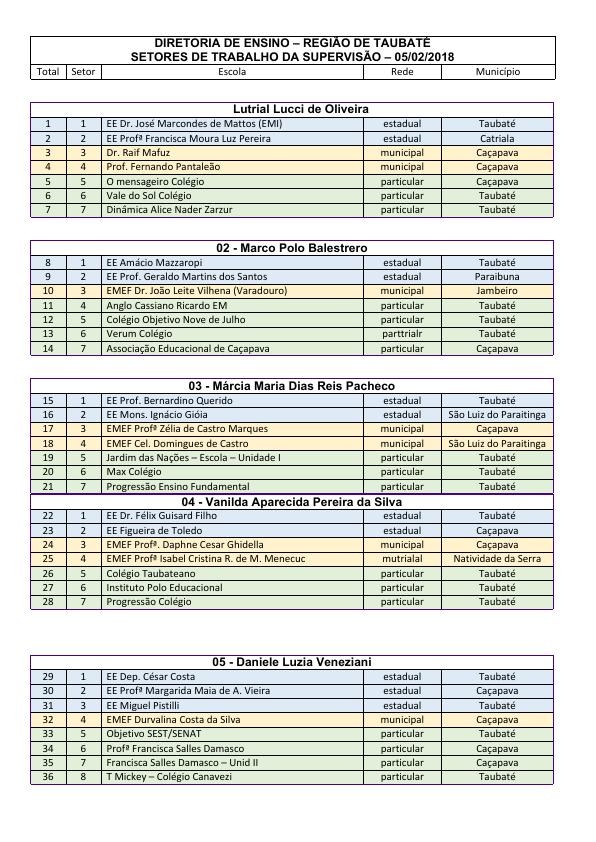 DIRETORIA DE ENSINO – REGIÃO DE TAUBATÉ
SETORES DE TRABALHO DA SUPERVISÃO – 05/02/2018
Total Setor Escola Rede Município
Lutrial Lucci de Oliveira
1 1 EE Dr. José Marcondes de Mattos (EMI) estadual Taubaté
2 2 EE Profª Francisca Moura Luz Pereira estadual Catriala
3 3 Dr. Raif Mafuz municipal Caçapava
4 4 Prof. Fernando Pantaleão municipal Caçapava
5 5 O mensageiro Colégio particular Caçapava
6 6 Vale do Sol Colégio particular Taubaté
7 7 Dinâmica Alice Nader Zarzur particular Taubaté
02 - Marco Polo Balestrero
8 1 EE Amácio Mazzaropi estadual Taubaté
9 2 EE Prof. Geraldo Martins dos Santos estadual Paraibuna
10 3 EMEF Dr. João Leite Vilhena (Varadouro) municipal Jambeiro
11 4 Anglo Cassiano Ricardo EM particular Taubaté
12 5 Colégio Objetivo Nove de Julho particular Taubaté
13 6 Verum Colégio parttrialr Taubaté
14 7 Associação Educacional de Caçapava particular Caçapava
03 - Márcia Maria Dias Reis Pacheco
15 1 EE Prof. Bernardino Querido estadual Taubaté
16 2 EE Mons. Ignácio Gióia estadual São Luiz do Paraitinga
17 3 EMEF Profª Zélia de Castro Marques municipal Caçapava
18 4 EMEF Cel. Domingues de Castro municipal São Luiz do Paraitinga
19 5 Jardim das Nações – Escola – Unidade I particular Taubaté
20 6 Max Colégio particular Taubaté
21 7 Progressão Ensino Fundamental particular Taubaté
04 - Vanilda Aparecida Pereira da Silva
22 1 EE Dr. Félix Guisard Filho estadual Taubaté
23 2 EE Figueira de Toledo estadual Caçapava
24 3 EMEF Profª. Daphne Cesar Ghidella municipal Caçapava
25 4 EMEF Profª Isabel Cristina R. de M. Menecuc mutrialal Natividade da Serra
26 5 Colégio Taubateano particular Taubaté
27 6 Instituto Polo Educacional particular Taubaté
28 7 Progressão Colégio particular Taubaté
05 - Daniele Luzia Veneziani
29 1 EE Dep. César Costa estadual Taubaté
30 2 EE Profª Margarida Maia de A. Vieira estadual Caçapava
31 3 EE Miguel Pistilli estadual Taubaté
32 4 EMEF Durvalina Costa da Silva municipal Caçapava
33 5 Objetivo SEST/SENAT particular Taubaté
34 6 Profª Francisca Salles Damasco particular Caçapava
35 7 Francisca Salles Damasco – Unid II particular Caçapava
36 8 T Mickey – Colégio Canavezi particular Taubaté